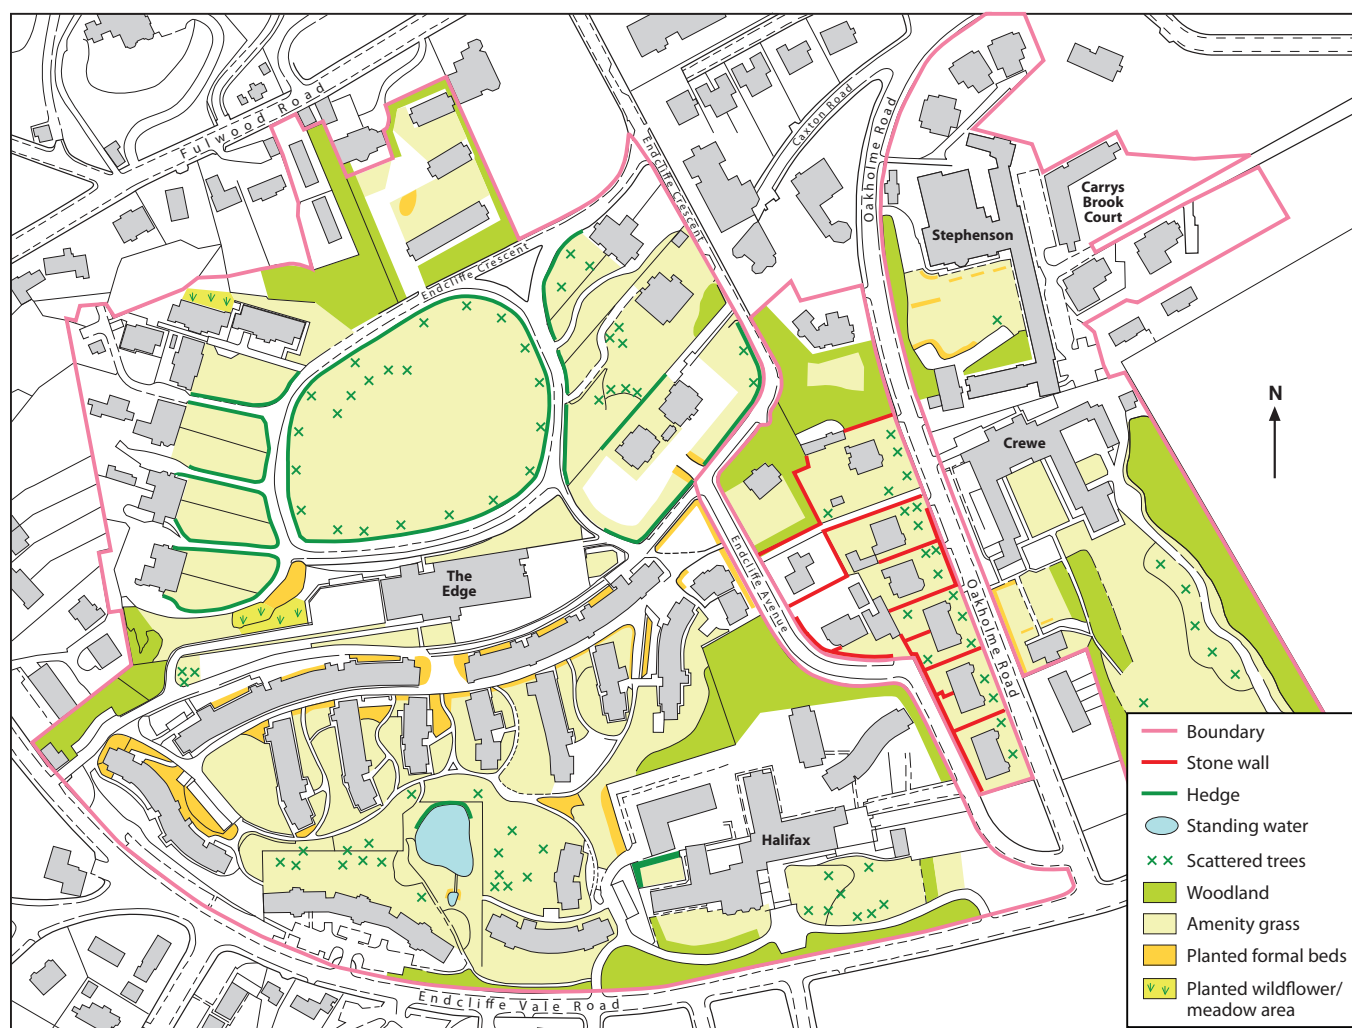 Fulwood Road
Endcliffe Crescent
Endcliffe Crescent
Endcliffe Crescent
Caxton Road
Oakholme Road
Carrys
Brook
Court
Stephenson
N
Crewe
The
Edge
Endcliffe Avenue
Oakholme Road
Halifax
Endcliffe Vale Road
Boundary
Stone wall
Hedge
Standing water
Scattered trees
Woodland
Amenity grass
Planted formal beds
Planted wildflower/
meadow area